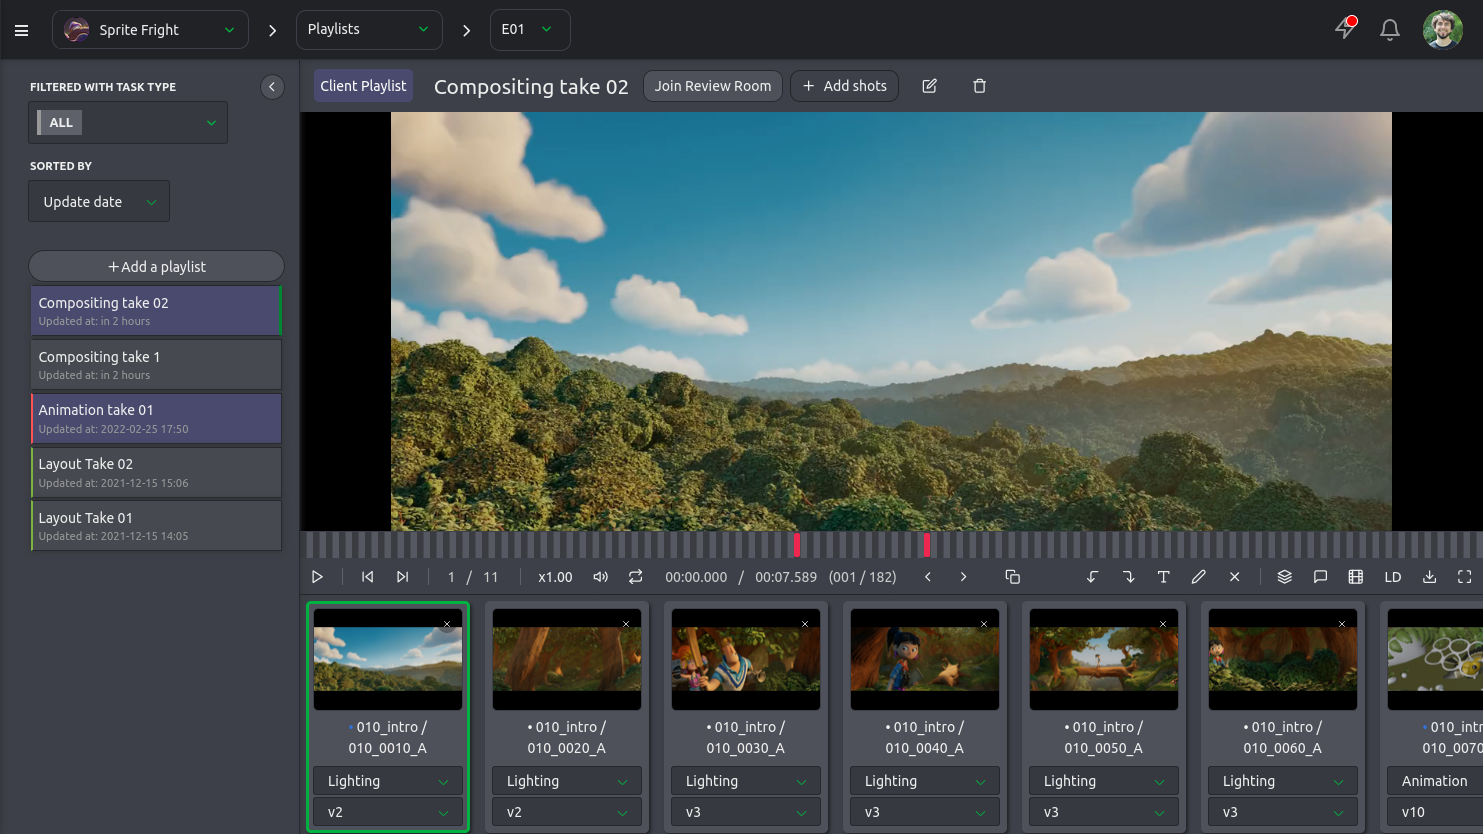 Sprite Fright
Playlists
E01
FILTERED WITH TASK TYPE
ALL
SORTED BY
Update date
Add a playlist
Compositing take 02
Updated at: in 2 hours
Compositing take 1
Updated at: in 2 hours
Animation take 01
Updated at: 2022-02-25 17:50
Layout Take 02
Updated at: 2021-12-15 15:06
Layout Take 01
Updated at: 2021-12-15 14:05
Client Playlist
Compositing take 02
Join Review Room
Add shots
1 / 11
x1.00
00:00.000 / 00:07.589 (001 / 182)
LD
• 010_intro /
010_0010_A
Lighting
v2
• 010_intro /
010_0020_A
Lighting
v2
• 010_intro /
010_0030_A
Lighting
v3
• 010_intro /
010_0040_A
Lighting
v3
• 010_intro /
010_0050_A
Lighting
v3
• 010_intro /
010_0060_A
Lighting
v3
• 010_intr
010_0070
Animation
v10